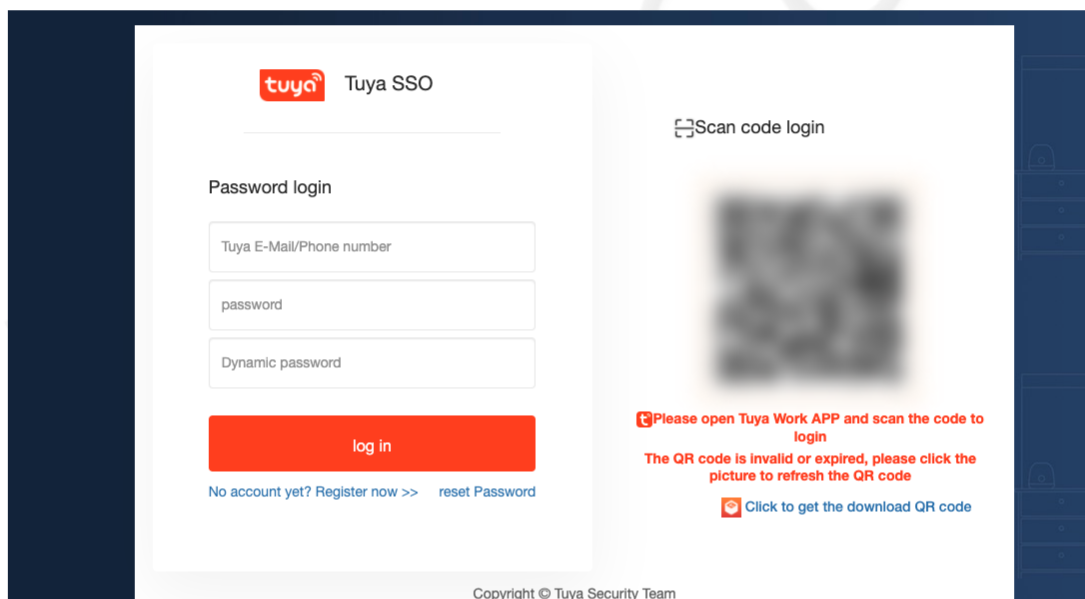 tuya
Tuya SSO
Password login
Tuya E-Mail/Phone number
password
Dynamic password
log in
No account yet? Register now >>
reset Password
Scan code login
Please open Tuya Work APP and scan the code to
login
The QR code is invalid or expired, please click the
picture to refresh the QR code
Click to get the download QR code
Copyright © Tuya Security Team